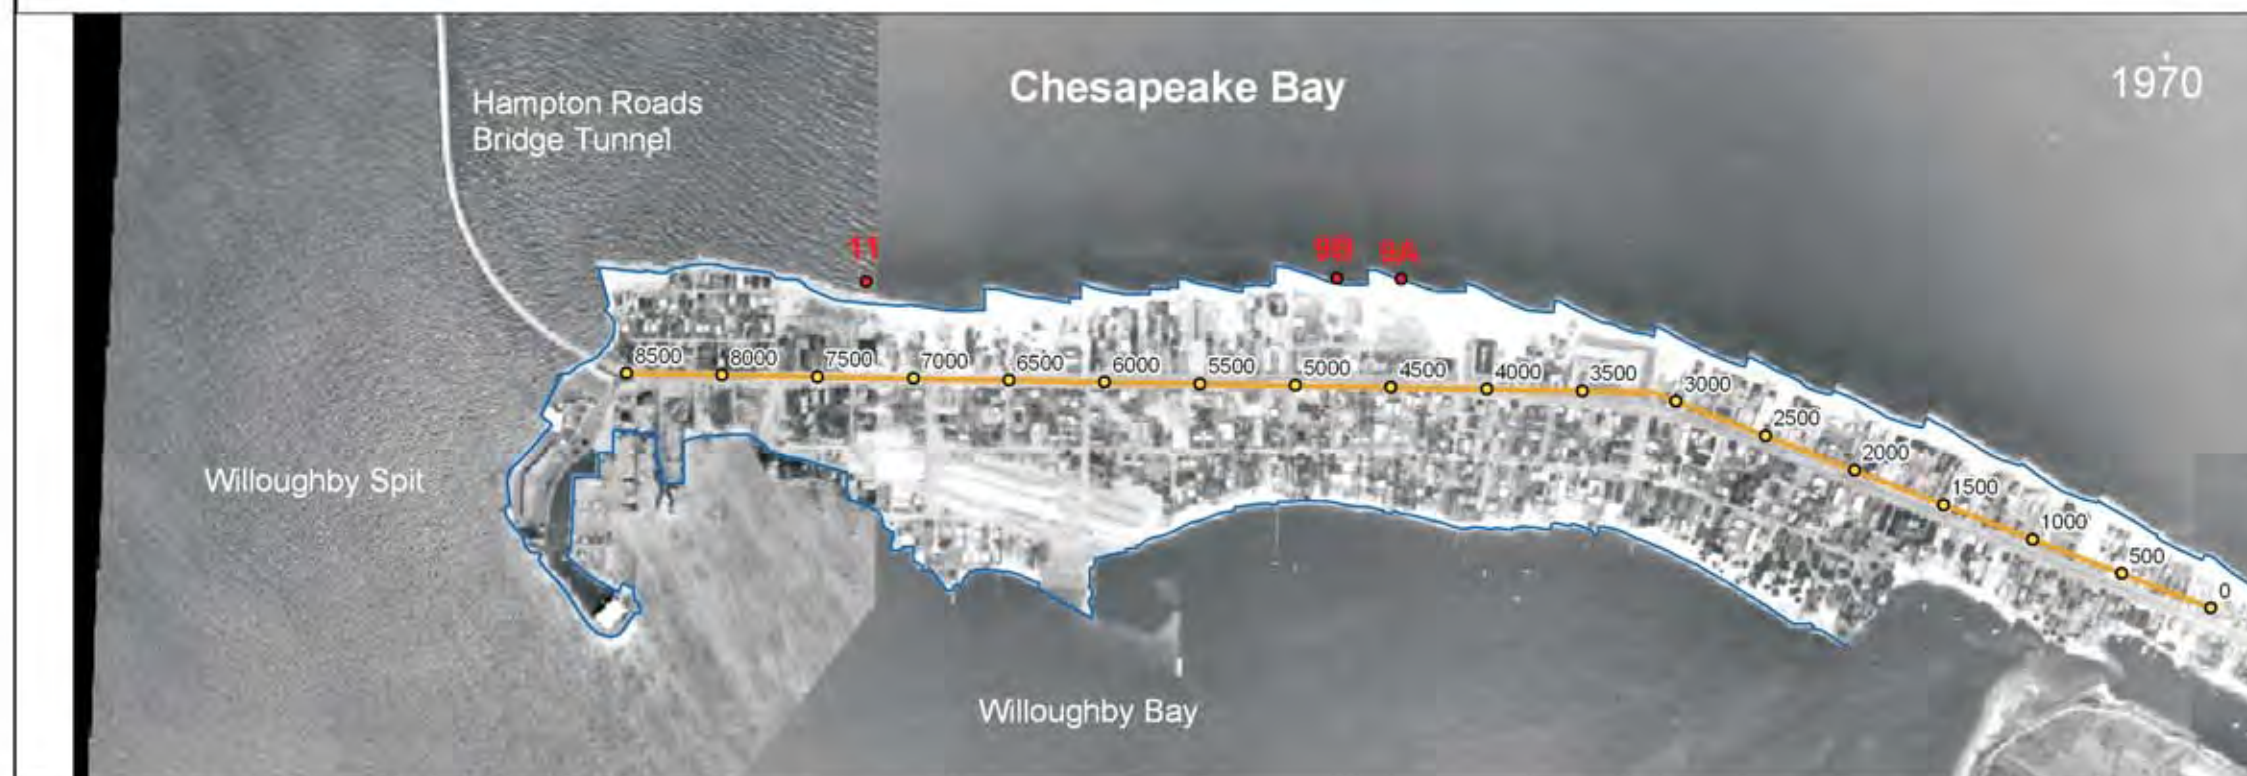 1970
Chesapeake Bay
Hampton Roads
Bridge Tunnel
11
9B
9A
8500
8000
7500
7000
6500
6000
5500
5000
4500
4000
3500
3000
2500
2000
1500
1000
500
0
Willoughby Spit
Willoughby Bay